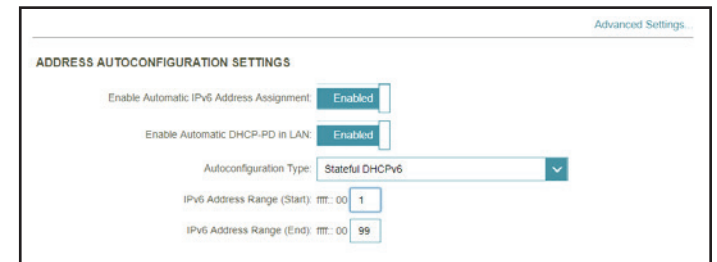 Advanced Settings...
ADDRESS AUTOCONFIGURATION SETTINGS
Enable Automatic IPv6 Address Assignment: Enabled
Enable Automatic DHCP-PD in LAN: Enabled
Autoconfiguration Type: Stateful DHCPv6
IPv6 Address Range (Start): ffff:: 00 1
IPv6 Address Range (End): ffff:: 00 99